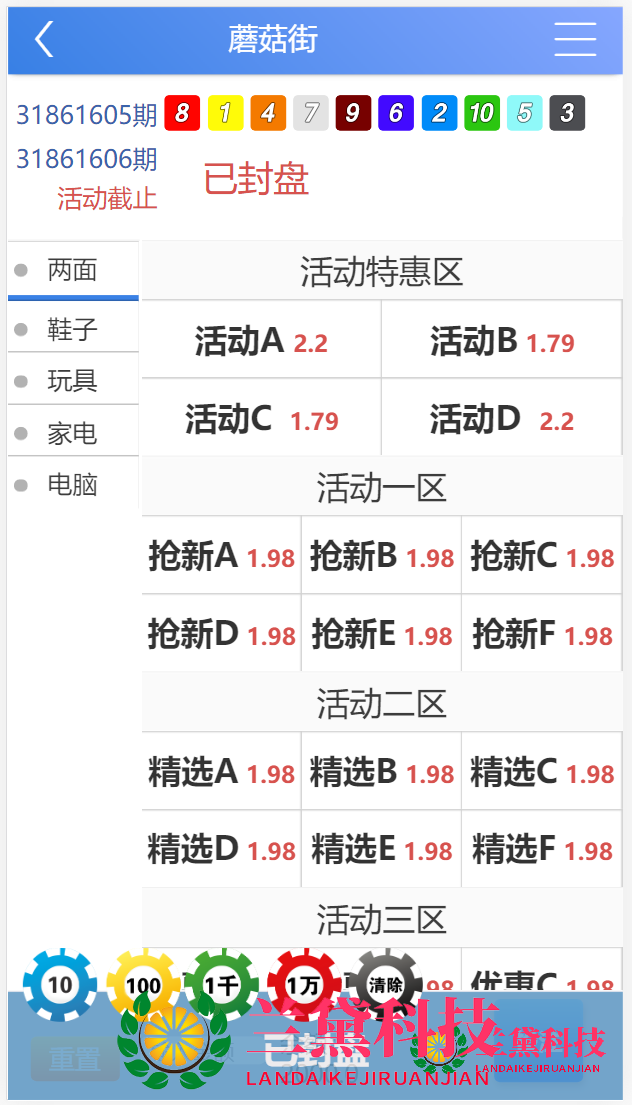 蘑菇街
31861605期 8 1 4 7 9 6 2 10 5 3
31861606期
活动截止
已封盘
两面
鞋子
玩具
家电
电脑
活动特惠区
活动A 2.2 活动B 1.79
活动C 1.79 活动D 2.2
活动一区
抢新A 1.98 抢新B 1.98 抢新C 1.98
抢新D 1.98 抢新E 1.98 抢新F 1.98
活动二区
精选A 1.98 精选B 1.98 精选C 1.98
精选D 1.98 精选E 1.98 精选F 1.98
活动三区
优惠C 1.98
10 100 1千 1万 清除
重置 已封盘
兰黛科技
LANDAIKEJIRUANJIAN
兰黛科技
LANDAIKEJIRUANJIAN